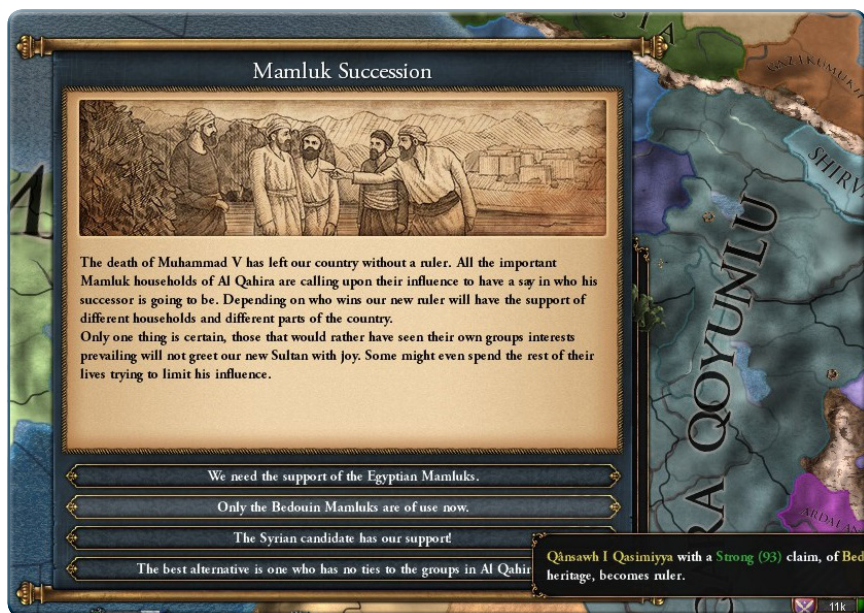 Mamluk Succession
The death of Muhammad V has left our country without a ruler. All the important
Mamluk households of Al Qahira are calling upon their influence to have a say in who his
successor is going to be. Depending on who wins our new ruler will have the support of
different households and different parts of the country.
Only one thing is certain, those that would rather have seen their own groups interests
prevailing will not greet our new Sultan with joy. Some might even spend the rest of their
lives trying to limit his influence.
We need the support of the Egyptian Mamluks.
Only the Bedouin Mamluks are of use now.
The Syrian candidate has our support!
The best alternative is one who has no ties to the groups in Al Qahir
Qânsawh I Qasimiyya with a Strong (93) claim, of Bed
heritage, becomes ruler.
QAZIKUMUKH
SHIRV
RA QOYUNLU
ARDALAN
11k